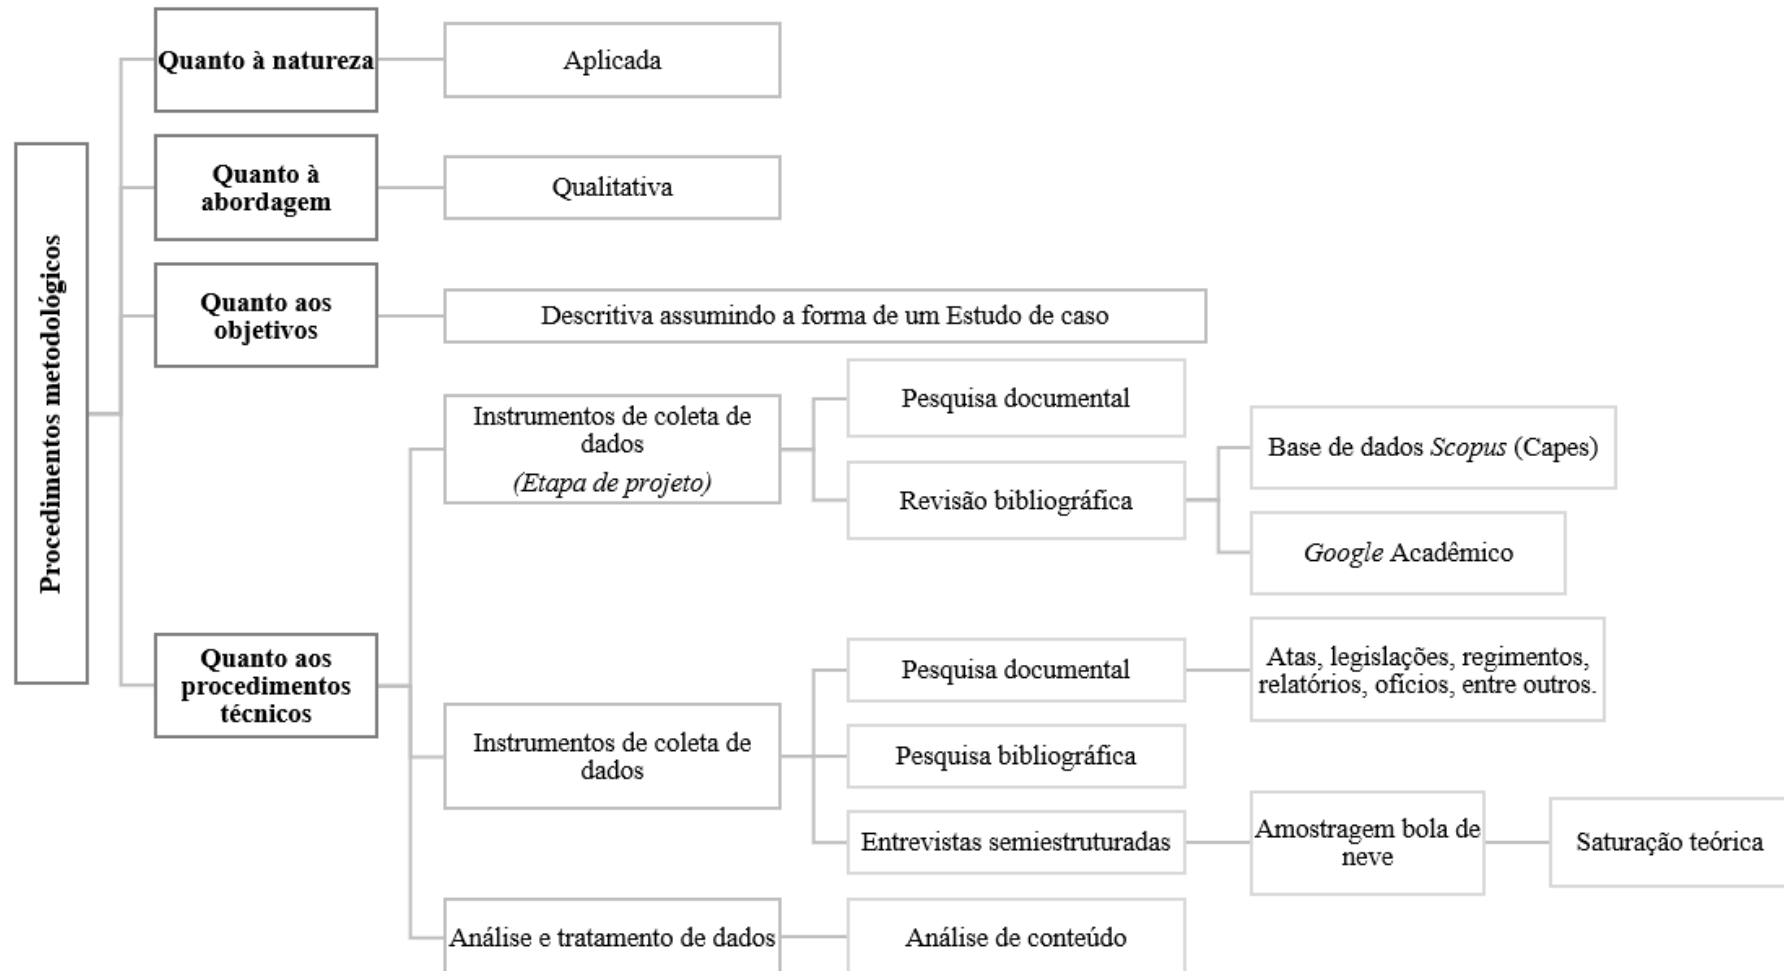 Procedimentos metodológicos
Quanto à natureza
Aplicada
Quanto à
abordagem
Qualitativa
Quanto aos
objetivos
Descritiva assumindo a forma de um Estudo de caso
Quanto aos
procedimentos
técnicos
Instrumentos de coleta de
dados
(Etapa de projeto)
Pesquisa documental
Revisão bibliográfica
Base de dados Scopus (Capes)
Google Acadêmico
Instrumentos de coleta de
dados
Pesquisa documental
Atas, legislações, regimentos,
relatórios, ofícios, entre outros.
Pesquisa bibliográfica
Entrevistas semiestruturadas
Amostragem bola de
neve
Saturação teórica
Análise e tratamento de dados
Análise de conteúdo